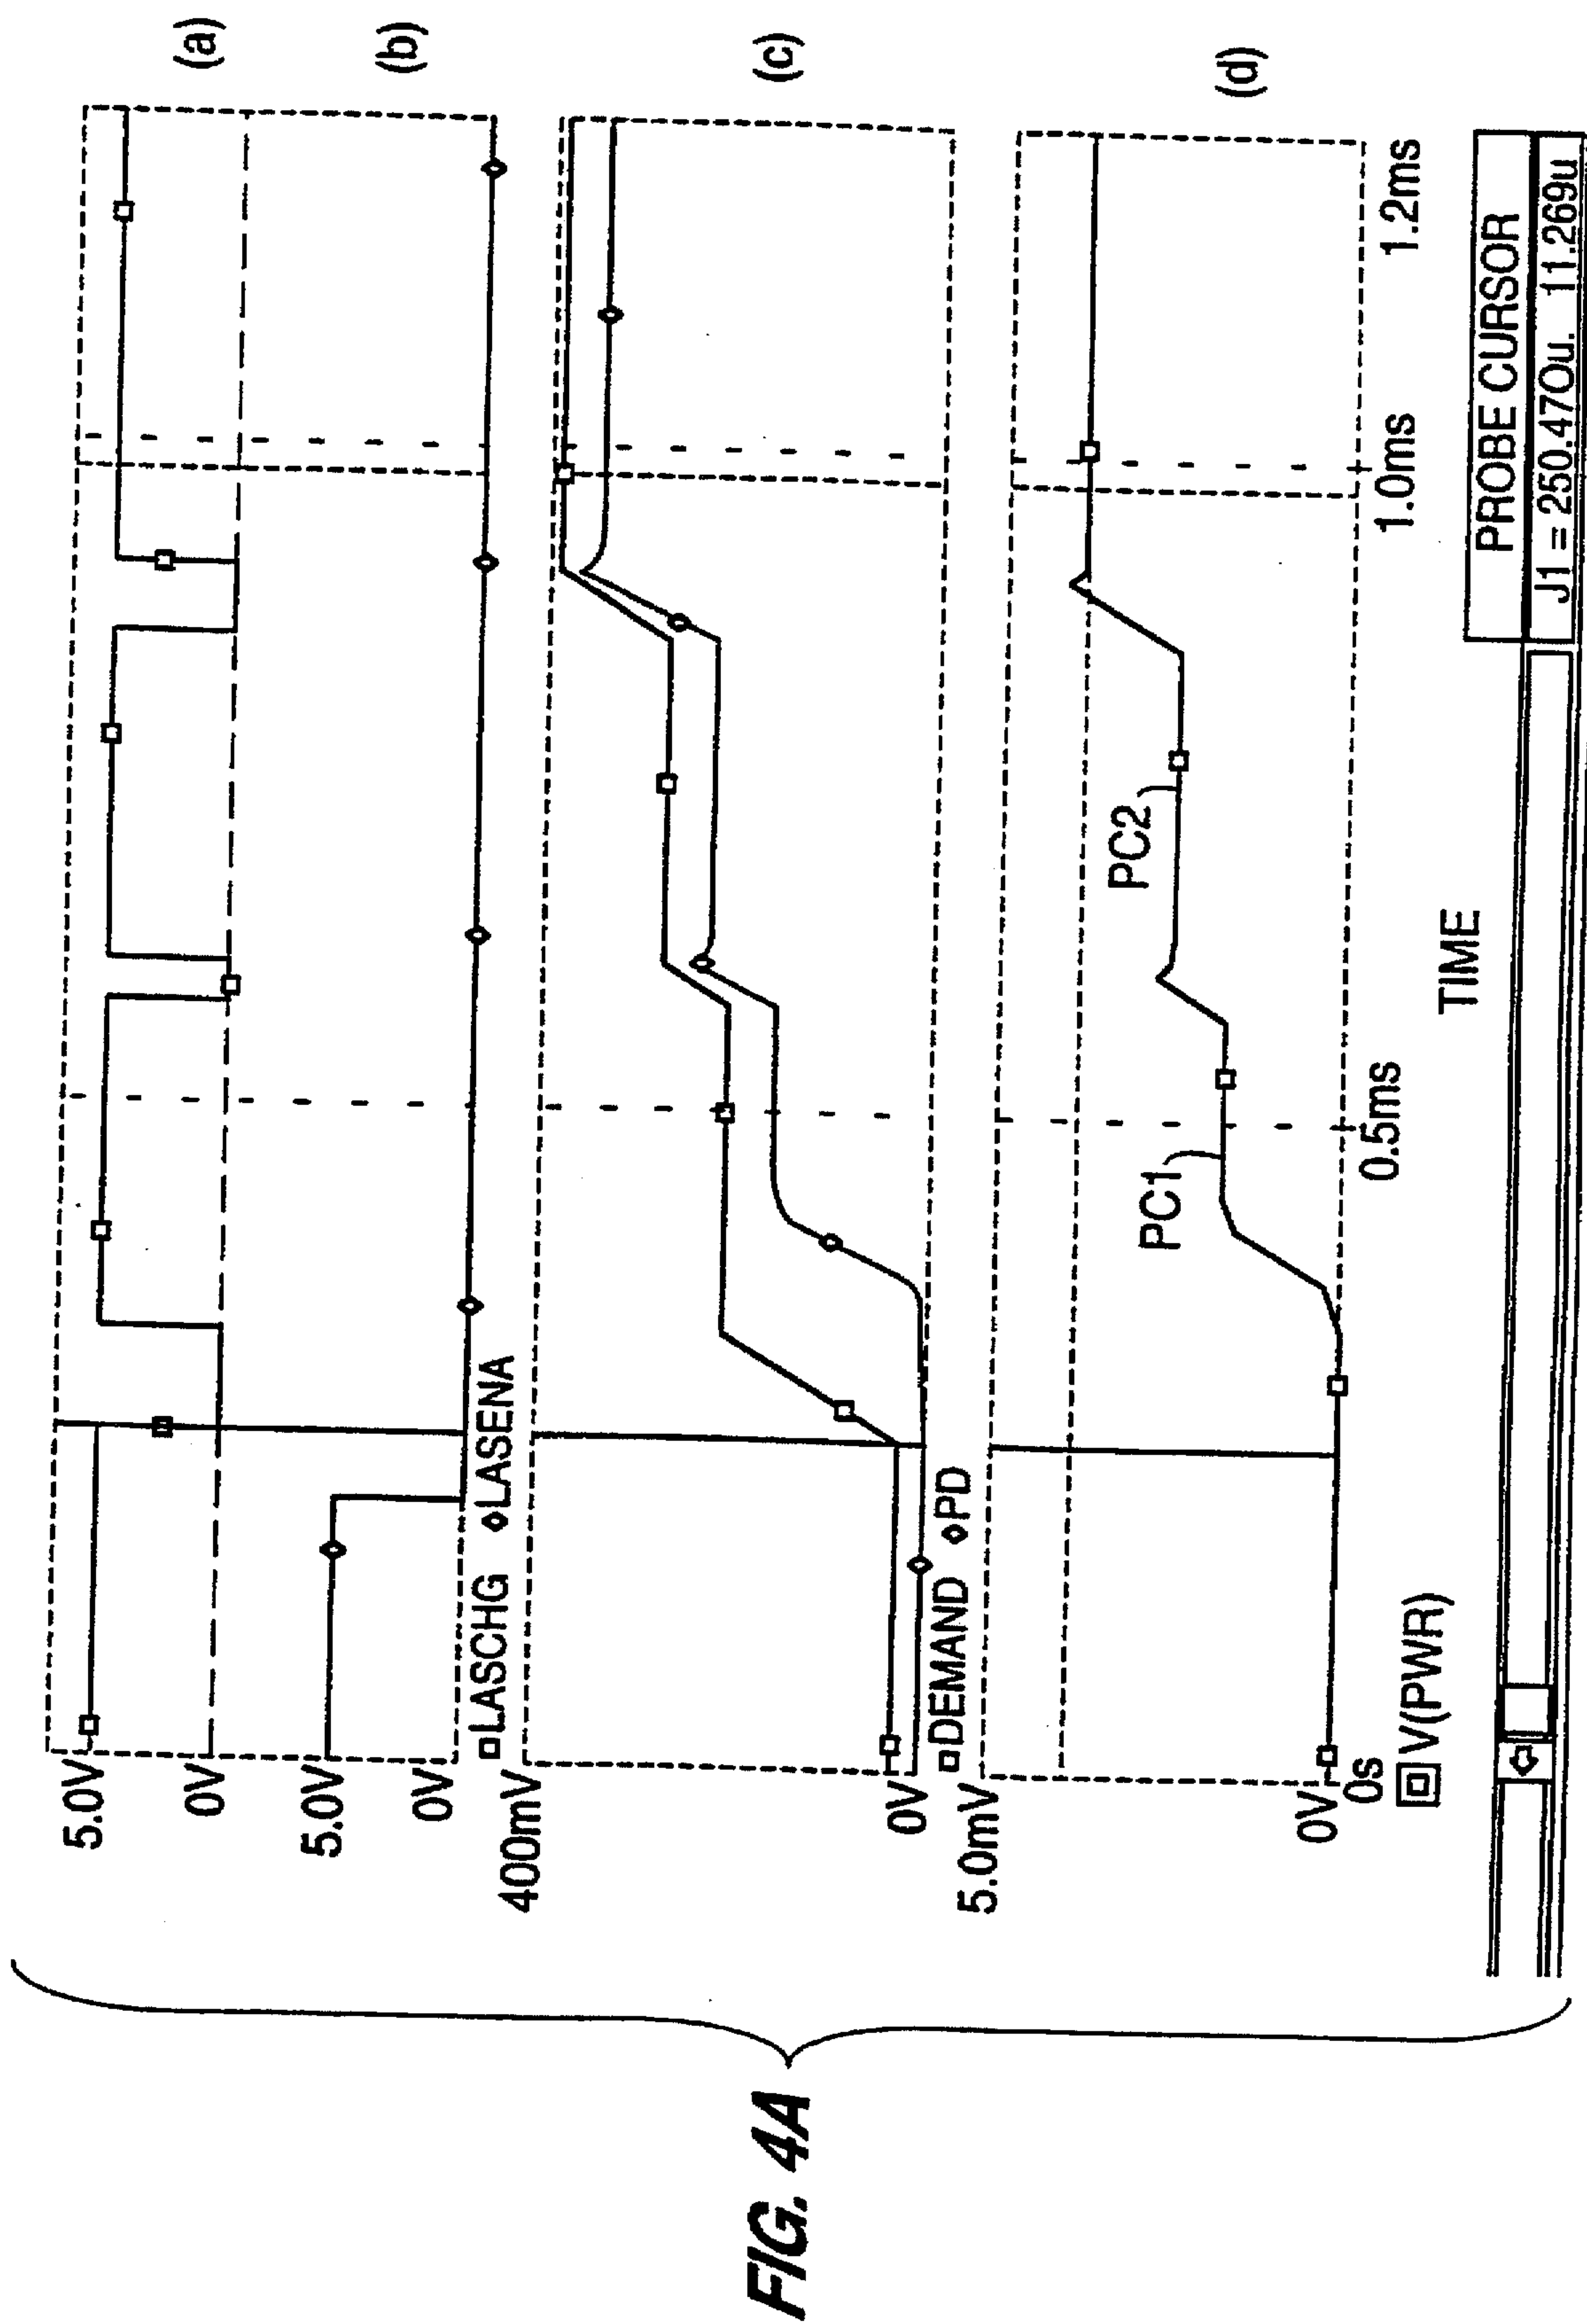 5.0V
(a)
0V
5.0V
(b)
0V
LASCHG LASENA
400mV
(c)
0V
DEMAND PD
5.0mV
(d)
PC1
PC2
0V
0s
0.5ms
1.0ms
1.2ms
V(PWR)
TIME
PROBE CURSOR
J1 = 250.470u. 11.269u
FIG. 4A